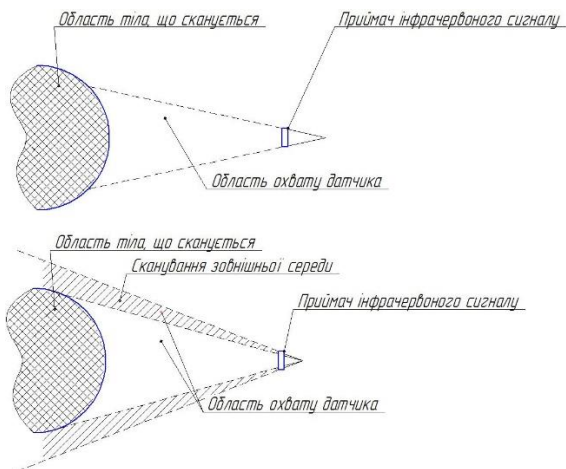 Область тіла, що сканується
Приймач інфрачервоного сигналу
Область охвату датчика
Область тіла, що сканується
Сканування зовнішньої середи
Приймач інфрачервоного сигналу
Область охвату датчика